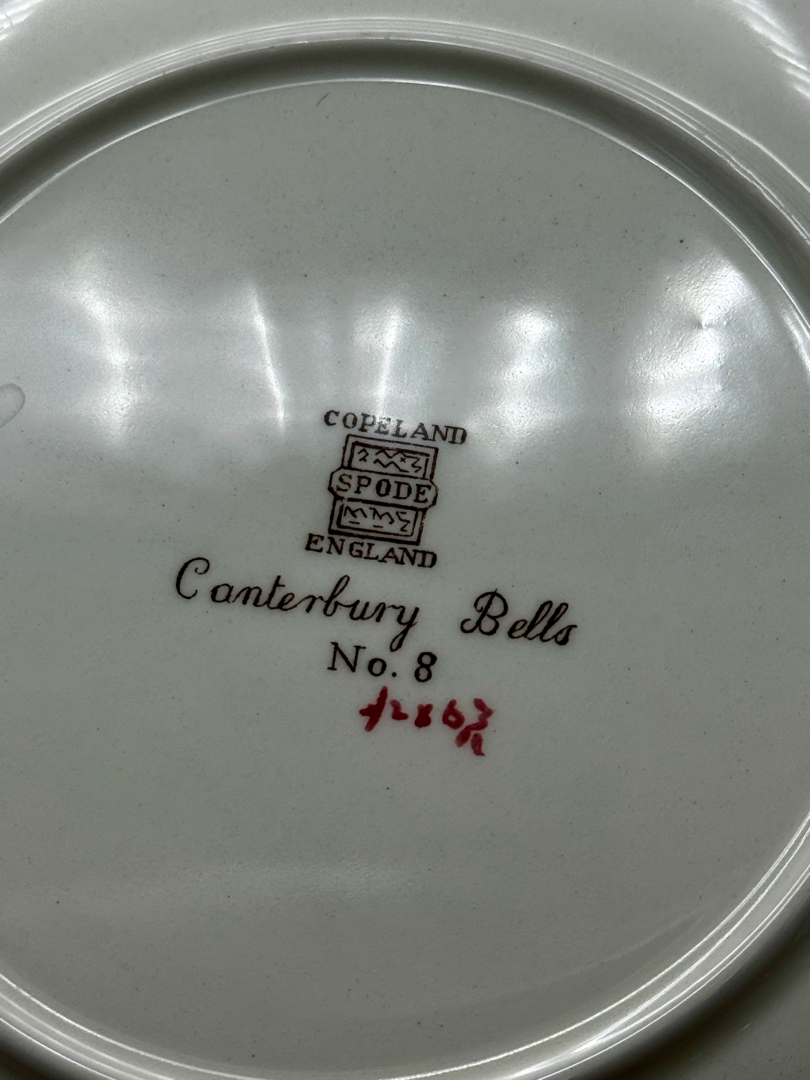 COPELAND
SPODE
ENGLAND
Canterbury Bells
No. 8